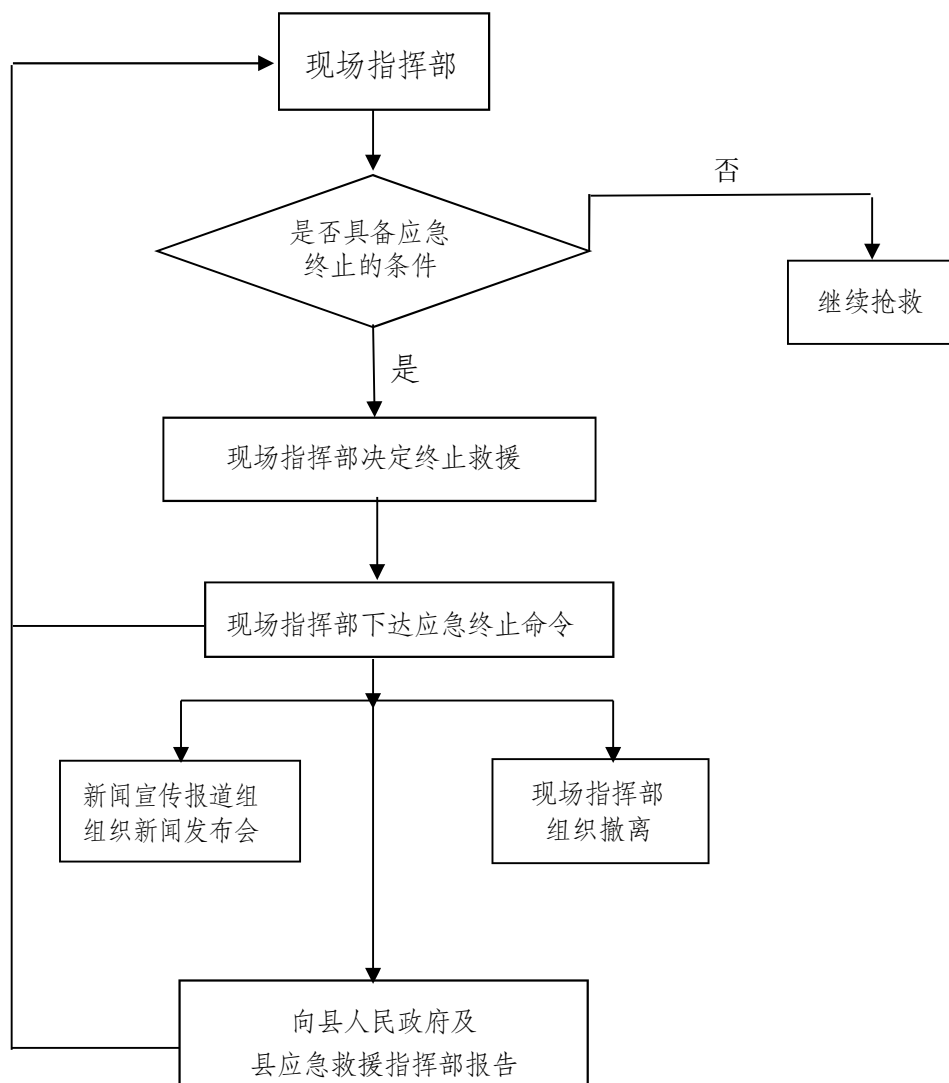 现场指挥部
否
是否具备应急
终止的条件
继续抢救
是
现场指挥部决定终止救援
现场指挥部下达应急终止命令
新闻宣传报道组
组织新闻发布会
现场指挥部
组织撤离
向县人民政府及
县应急救援指挥部报告